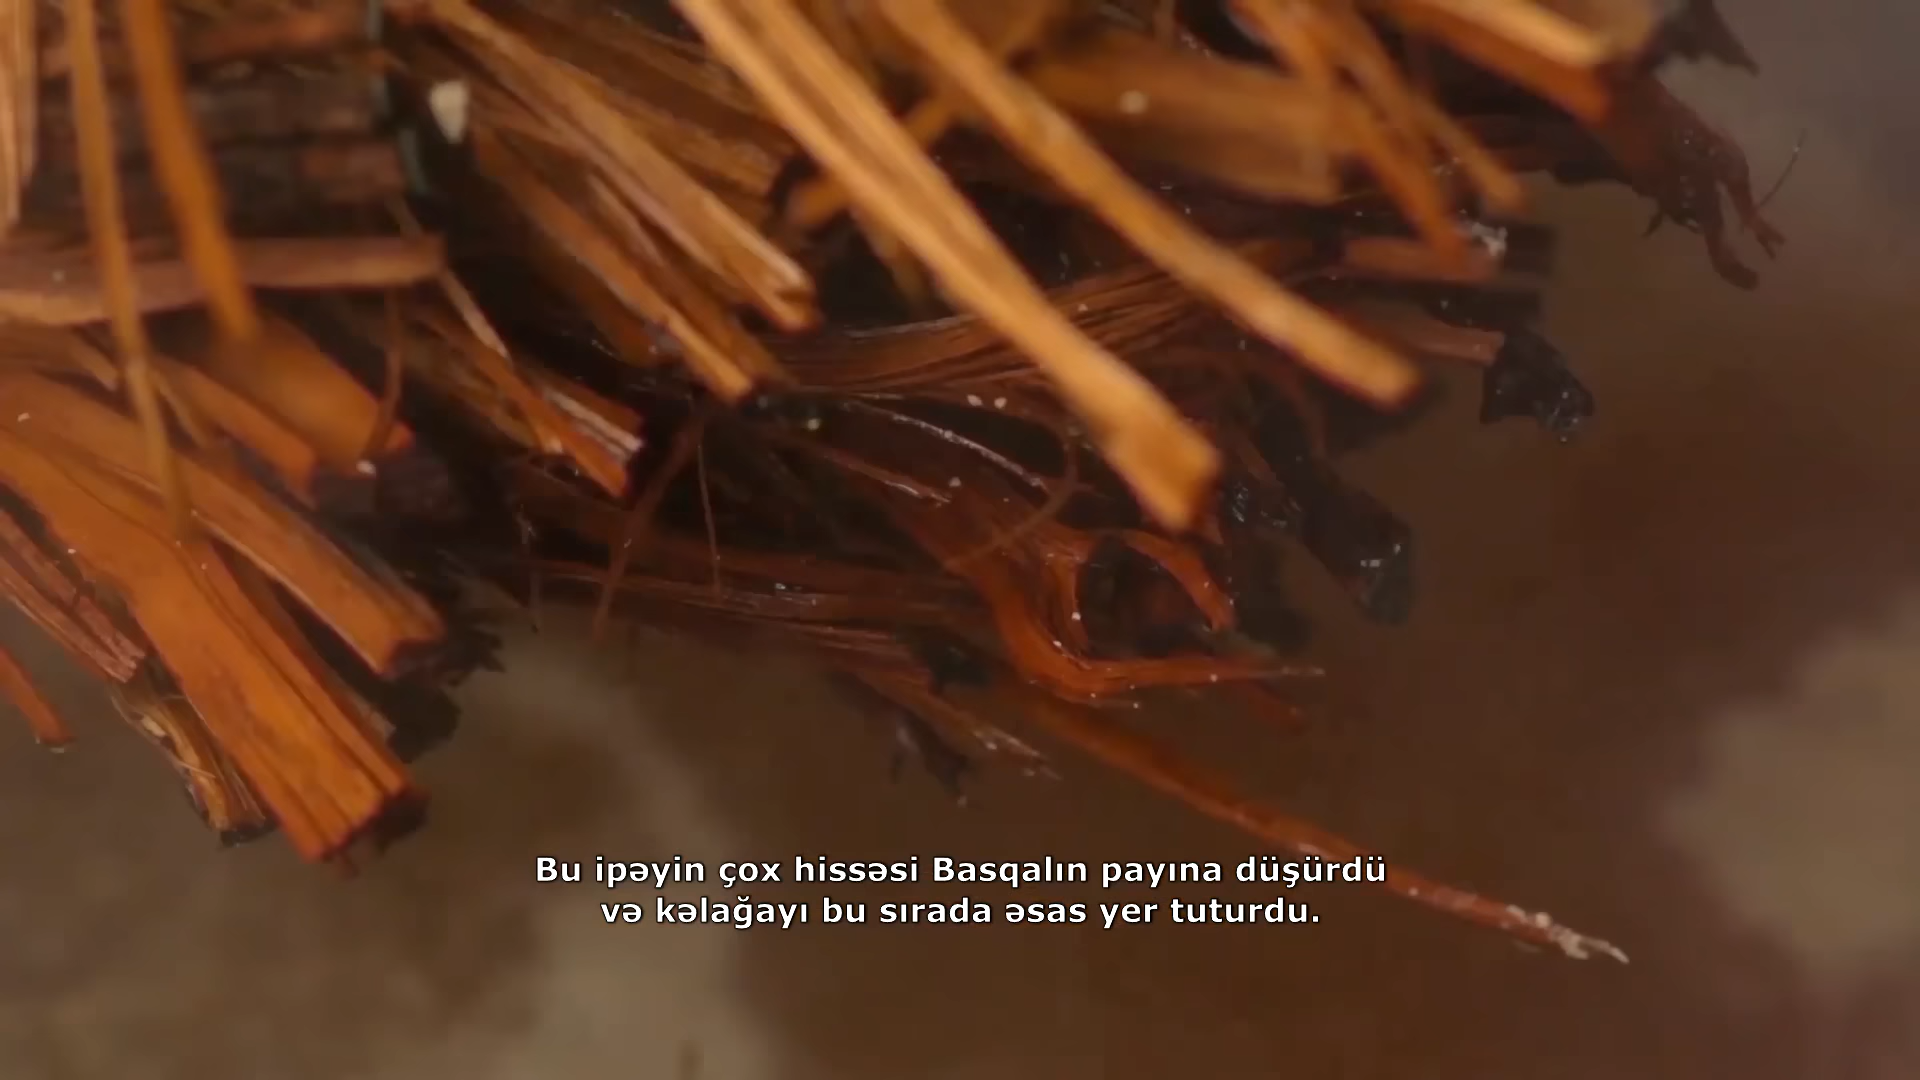 Bu ipəyin çox hissəsi Basqalın payına düşürdü
və kəlağayı bu sırada əsas yer tuturdu.